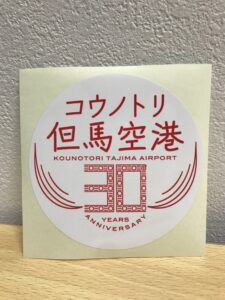 コウノトリ
但馬空港
KOUNOTORI TAJIMA AIRPORT
30
YEARS
ANNIVERSARY